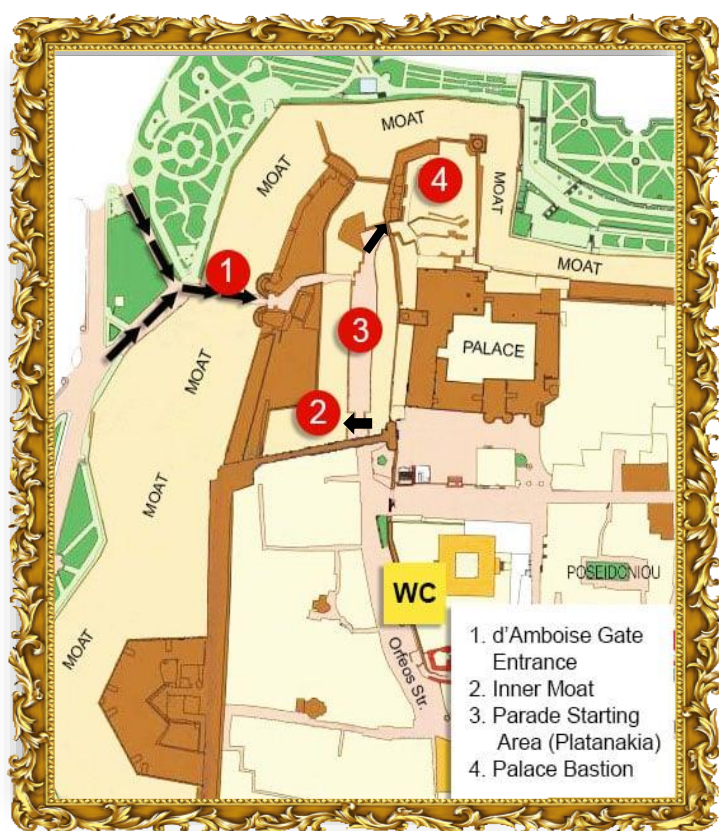 MOAT
MOAT
4
MOAT
1
MOAT
3
PALACE
MOAT
2
MOAT
POSEIDONIOU
WC
MOAT
Orfeos Str.
1. d'Amboise Gate
Entrance
2. Inner Moat
3. Parade Starting
Area (Platanakia)
4. Palace Bastion